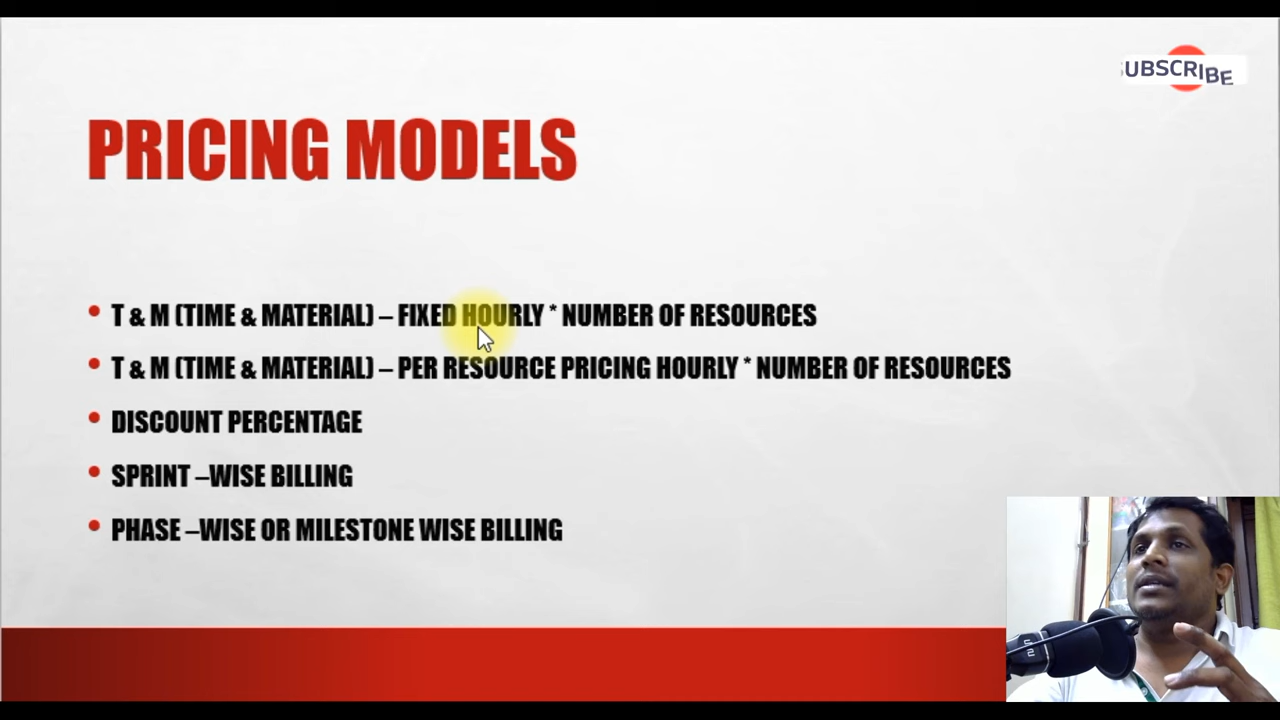 UBSCRIBE
PRICING MODELS
• T & M (TIME & MATERIAL) – FIXED HOURLY * NUMBER OF RESOURCES
• T & M (TIME & MATERIAL) – PER RESOURCE PRICING HOURLY * NUMBER OF RESOURCES
• DISCOUNT PERCENTAGE
• SPRINT –WISE BILLING
• PHASE –WISE OR MILESTONE WISE BILLING